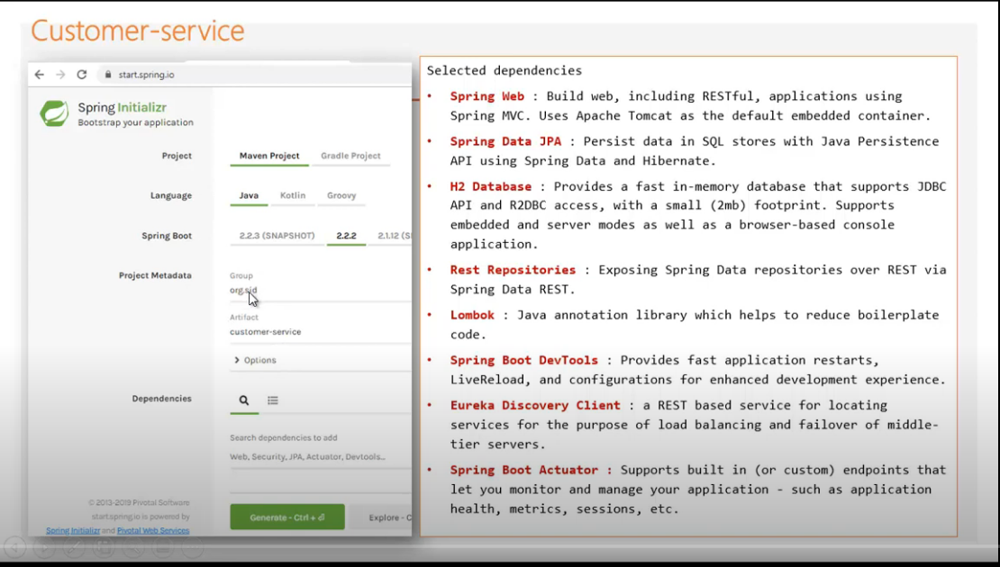 Customer-service
start.spring.io
Spring Initializr
Bootstrap your application
Project
Maven Project Gradle Project
Language
Java Kotlin Groovy
Spring Boot
2.2.3 (SNAPSHOT) 2.2.2 2.1.12 (S
Project Metadata
Group
org.sid
Artifact
customer-service
Options
Dependencies
Search dependencies to add
Web, Security, JPA, Actuator, Devtools...
© 2013-2019 Pivotal Software
start.spring.io is powered by
Spring Initializr and Pivotal Web Services
Generate - Ctrl + ⏎
Explore - C
Selected dependencies
• Spring Web : Build web, including RESTful, applications using
Spring MVC. Uses Apache Tomcat as the default embedded container.
• Spring Data JPA : Persist data in SQL stores with Java Persistence
API using Spring Data and Hibernate.
• H2 Database : Provides a fast in-memory database that supports JDBC
API and R2DBC access, with a small (2mb) footprint. Supports
embedded and server modes as well as a browser-based console
application.
• Rest Repositories : Exposing Spring Data repositories over REST via
Spring Data REST.
• Lombok : Java annotation library which helps to reduce boilerplate
code.
• Spring Boot DevTools : Provides fast application restarts,
LiveReload, and configurations for enhanced development experience.
• Eureka Discovery Client : a REST based service for locating
services for the purpose of load balancing and failover of middle-
tier servers.
• Spring Boot Actuator : Supports built in (or custom) endpoints that
let you monitor and manage your application - such as application
health, metrics, sessions, etc.